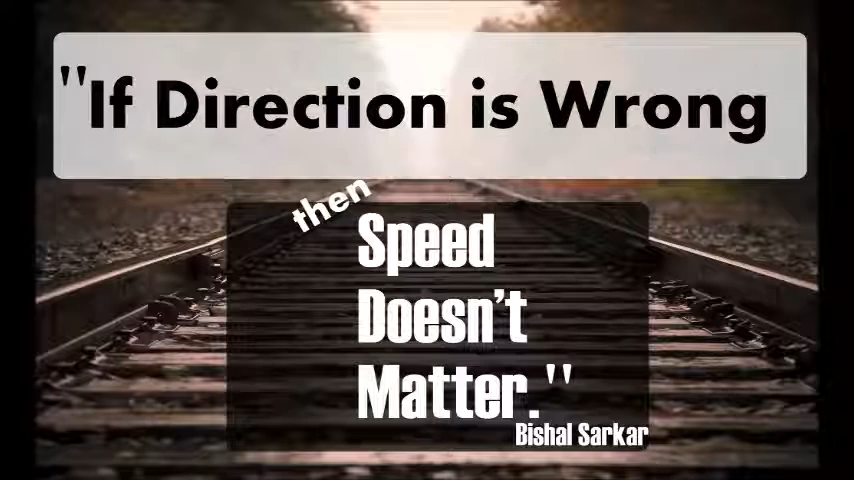 "If Direction is Wrong
then
Speed
Doesn't
Matter."
Bishal Sarkar